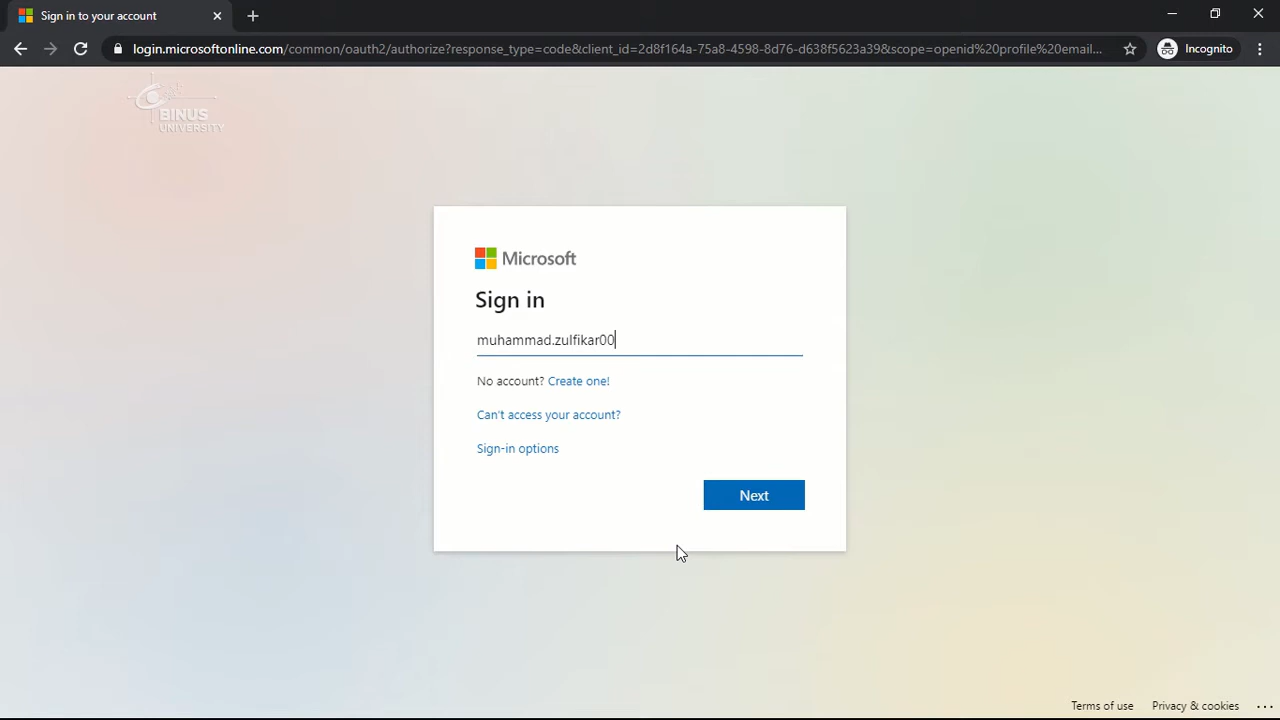 Sign in to your account
login.microsoftonline.com/common/oauth2/authorize?response_type=code&client_id=2d8f164a-75a8-4598-8d76-d638f5623a39&scope=openid%20profile%20email...
Incognito
BINUS
UNIVERSITY
Microsoft
Sign in
muhammad.zulfikar00
No account? Create one!
Can't access your account?
Sign-in options
Next
Terms of use
Privacy & cookies
...